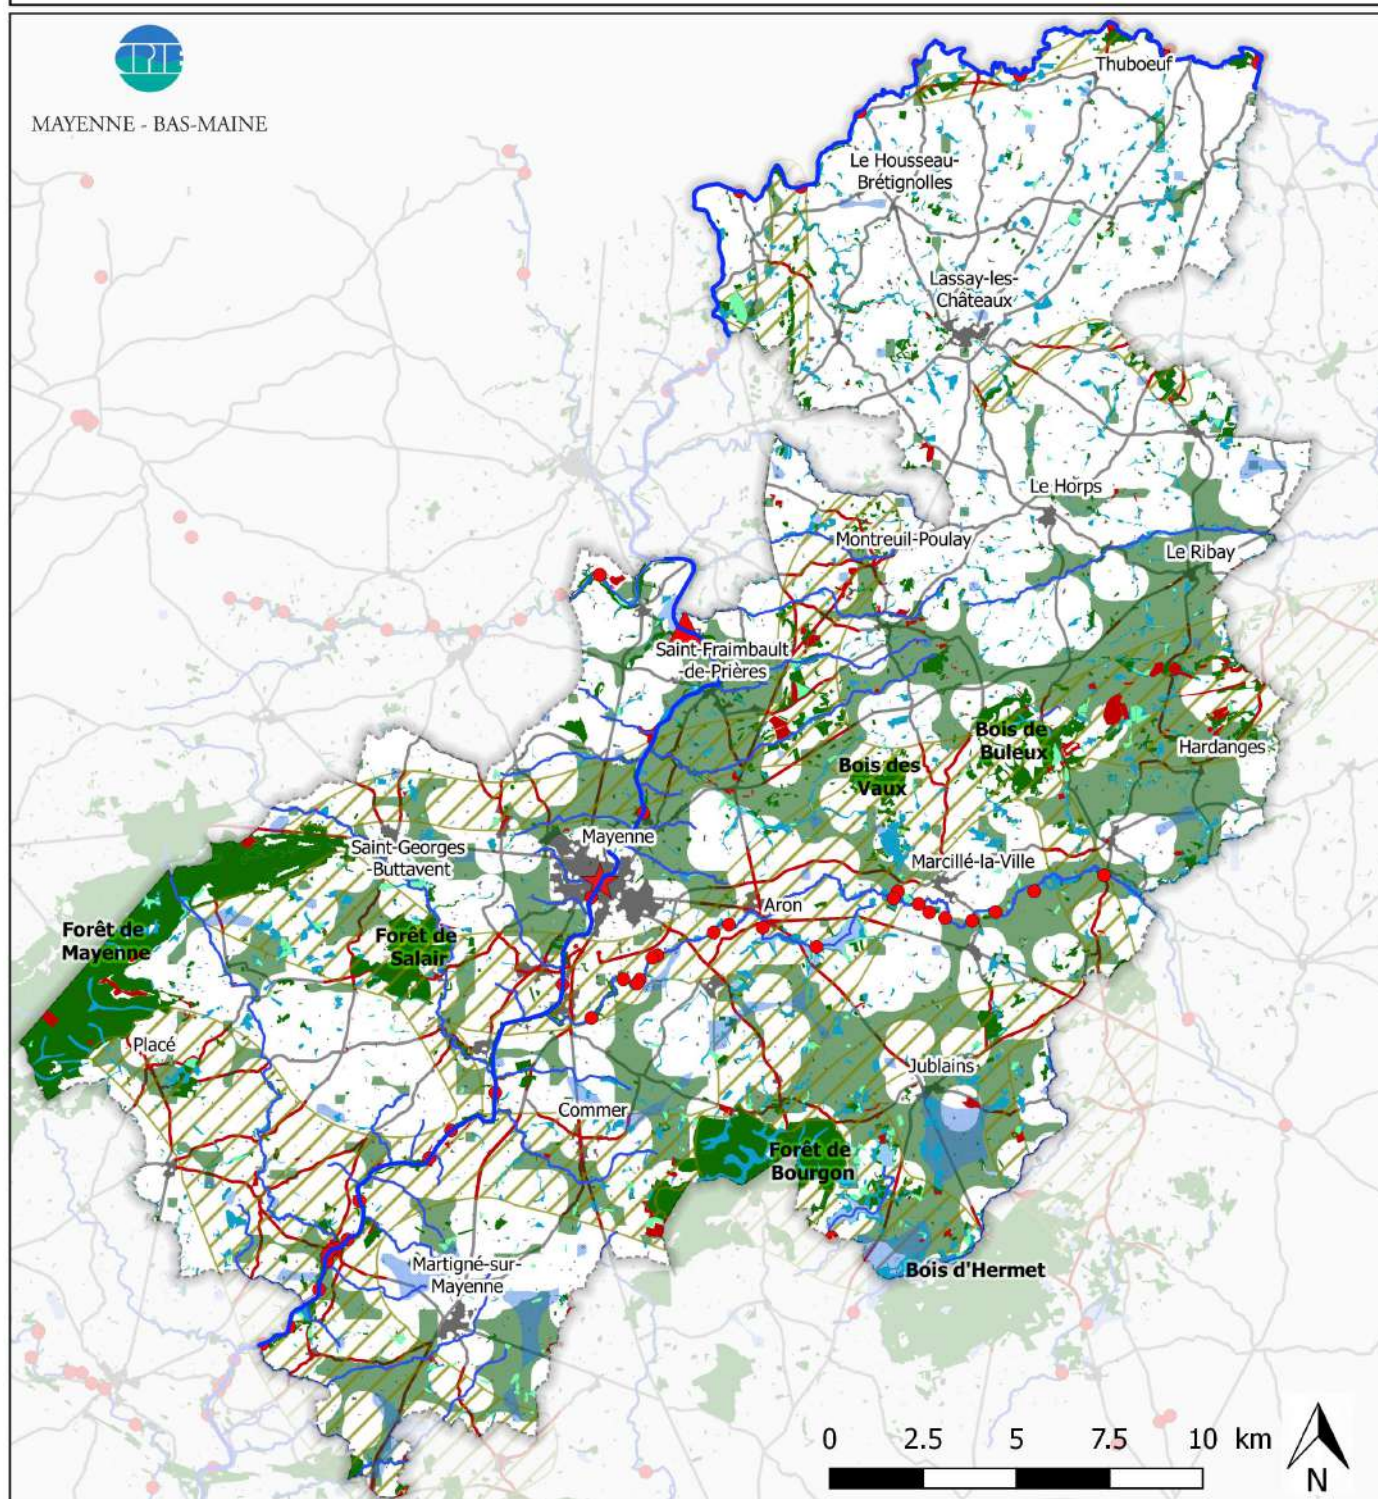 CPIE
MAYENNE - BAS-MAINE
Thuboeuf
Le Housseau-
Brétignolles
Lassay-les-
Châteaux
Le Horps
Montreuil-Poulay
Le Ribay
Saint-Fraimbault
-de-Prières
Bois de
Buleux
Hardanges
Bois des
Vaux
Mayenne
Saint-Georges
-Buttavent
Marcillé-la-Ville
Aron
Forêt de
Mayenne
Forêt de
Salair
Placé
Jublains
Commer
Forêt de
Bourgon
Martigné-sur-
Mayenne
Bois d'Hermet
0 2.5 5 7.5 10 km
N